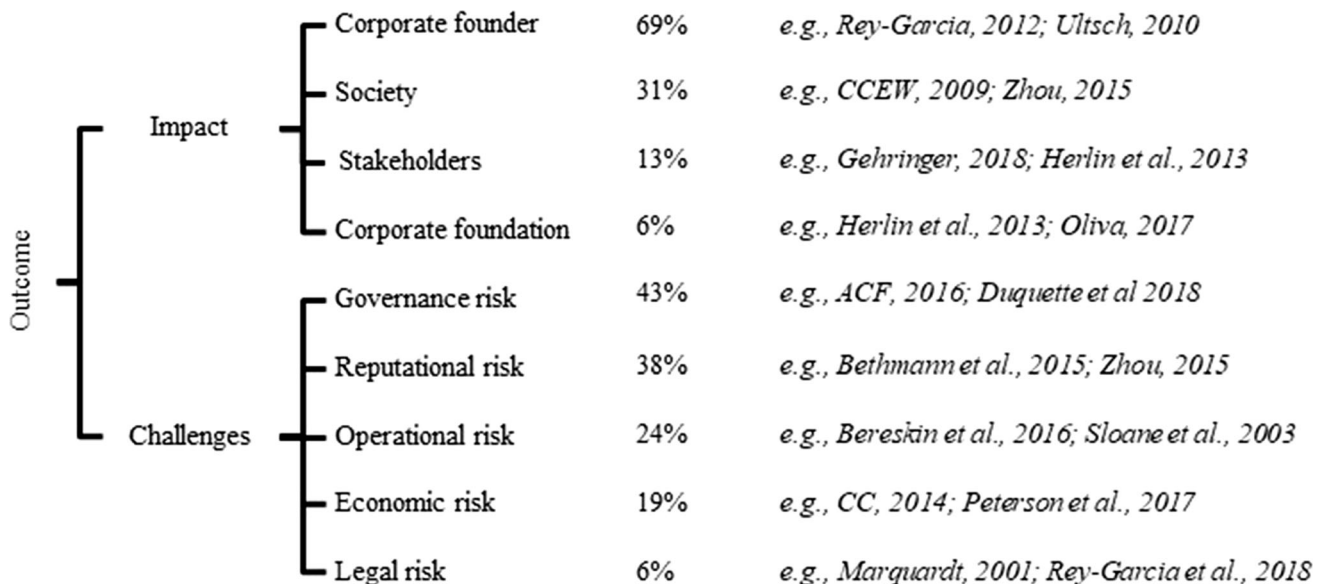 Corporate founder 69% e.g., Rey-Garcia, 2012; Ultsch, 2010
Society 31% e.g., CCEW, 2009; Zhou, 2015
Impact
Stakeholders 13% e.g., Gehringer, 2018; Herlin et al., 2013
Corporate foundation 6% e.g., Herlin et al., 2013; Oliva, 2017
Outcome
Governance risk 43% e.g., ACF, 2016; Duquette et al 2018
Reputational risk 38% e.g., Bethmann et al., 2015; Zhou, 2015
Challenges Operational risk 24% e.g., Bereskin et al., 2016; Sloane et al., 2003
Economic risk 19% e.g., CC, 2014; Peterson et al., 2017
Legal risk 6% e.g., Marquardt, 2001; Rey-Garcia et al., 2018